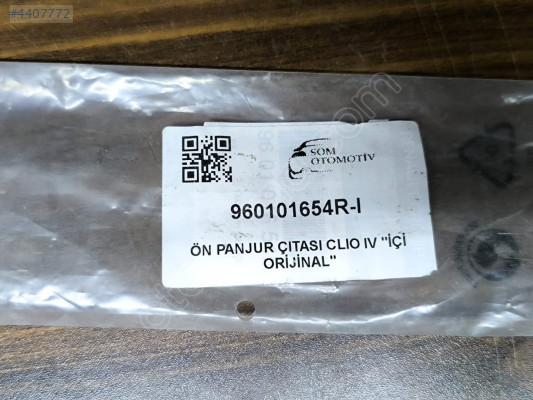 #4407772
SOM
OTOMOTİV
960101654R-I
ÖN PANJUR ÇITASI CLIO IV "İÇİ
ORİJİNAL"